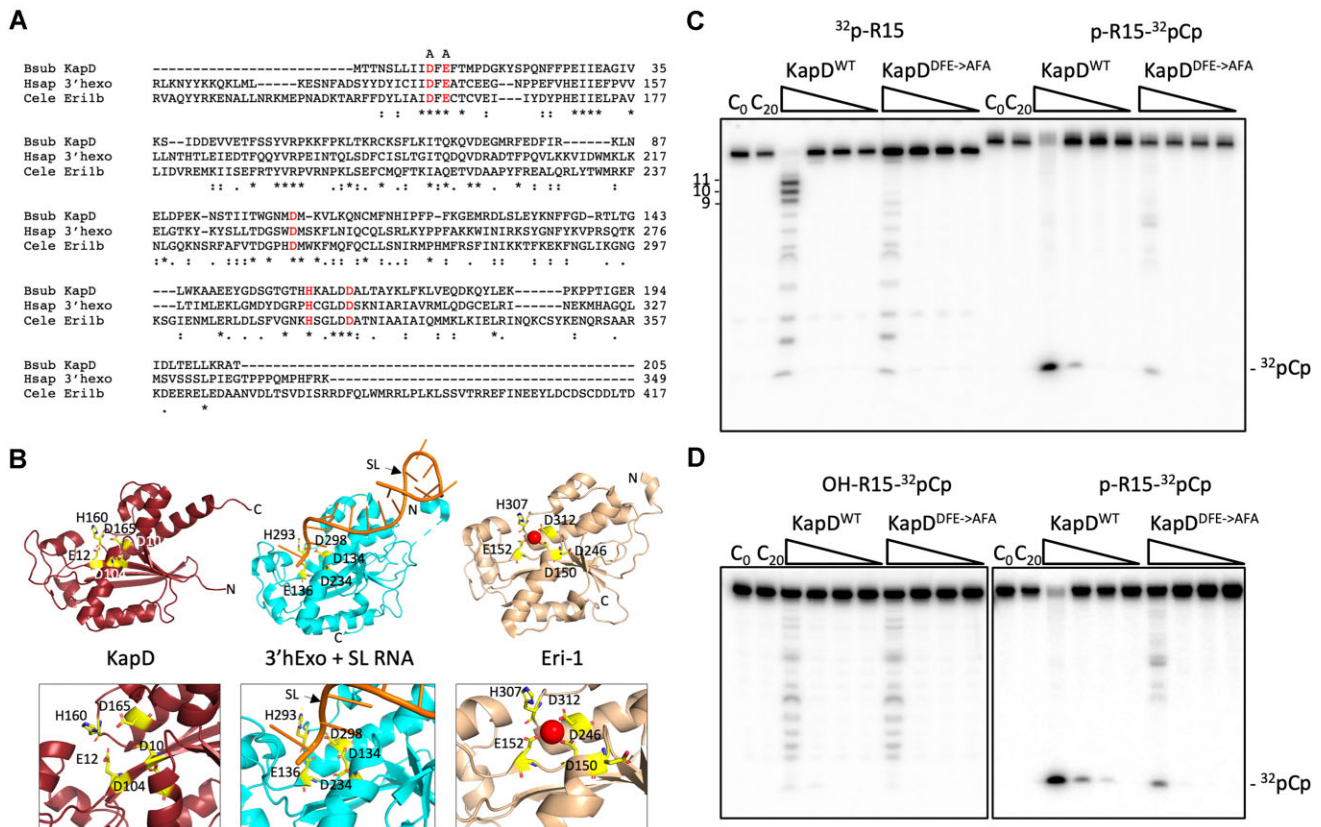 A
A A
Bsub KapD --------------------------MTTNSLLIIDFEFTMPDGKYSPQNFFPEIIEAGIV 35
Hsap 3'hexo RLKNYYKKQKLML---KESNFADSYYDYICIIDFEATCEEG--NPPEFVHEIIEFPVV 157
Cele Eri1b RVAQYYRKENALLNRKMEPNADKTARFFDYLIAIDFECTCVEI--IYDYPHEIIELPAV 177
Bsub KapD KS-IDDEVVETFSSYVRPKKFPKLTKRCKSFLKITQKQVDEGMRFEDFIR-----KLN 87
Hsap 3'hexo LLNTHTLEIEDTFQQYVRPEINTQLSDFCISLTGITQDQVDRADTFPQVLKKVIDWMKLK 217
Cele Eri1b LIDVREMKIISEFRTYVRPVRNPKLSEFCMQFTKIAQETVDAAPYFREALQRLYTWMRKF 237
Bsub KapD ELDPEK-NSTIITWGNMDM-KVLKQNCMFNHIPFP-FKGEMRDLSLEYKNFFGD-RTLTG 143
Hsap 3'hexo ELGTKY-KYSLLTDGSWDMSKFLNIQCQLSRLKYPPFAKKWINIRKSYGNFYKVPRSQTK 276
Cele Eri1b NLGQKNSRFAFVTDGPHDMWKFMQFQCLLSNIRMPHMFRSFINIKKTFKEKFNGLIKGNG 297
Bsub KapD ---LWKAAEEYGDSGTGTHHKALDDALTAYKLFKLVEQDKQYLEK------PKPPTIGER 194
Hsap 3'hexo ---LTIMLEKLGMDYDGRPHCGLDDSKNIARIAVRMLQDGCELRI------NEKMHAGQL 327
Cele Eri1b KSGIENMLERLDLSFVGNKHSGLDDATNIAAIAIQMMKLKIELRINQKCSYKENQRSAAR 357
Bsub KapD IDLTELLKRAT------------------------------------------------- 205
Hsap 3'hexo MSVSSSLPIEGTPPPQMPHFRK-------------------------------------- 349
Cele Eri1b KDEERELEDAANVDLTSVDISRRDFQLWMRRLPLKLSSVTRREFINEEYLDCDSCDDLTD 417
B
H160 D165 D10 E12 D104 C N
KapD
SL N H293 D298 D134 E136 D234 C
3'hExo + SL RNA
N H307 D312 E152 D246 D150 C
Eri-1
H160 D165 E12 D10 D104
SL H293 D298 D134 E136 D234
H307 D312 E152 D246 D150
C
32p-R15 p-R15-32pCp
KapDWT KapDDFE->AFA KapDWT KapDDFE->AFA
C0 C20 C0 C20
11
10
9
- 32pCp
D
OH-R15-32pCp p-R15-32pCp
KapDWT KapDDFE->AFA KapDWT KapDDFE->AFA
C0 C20 C0 C20
- 32pCp